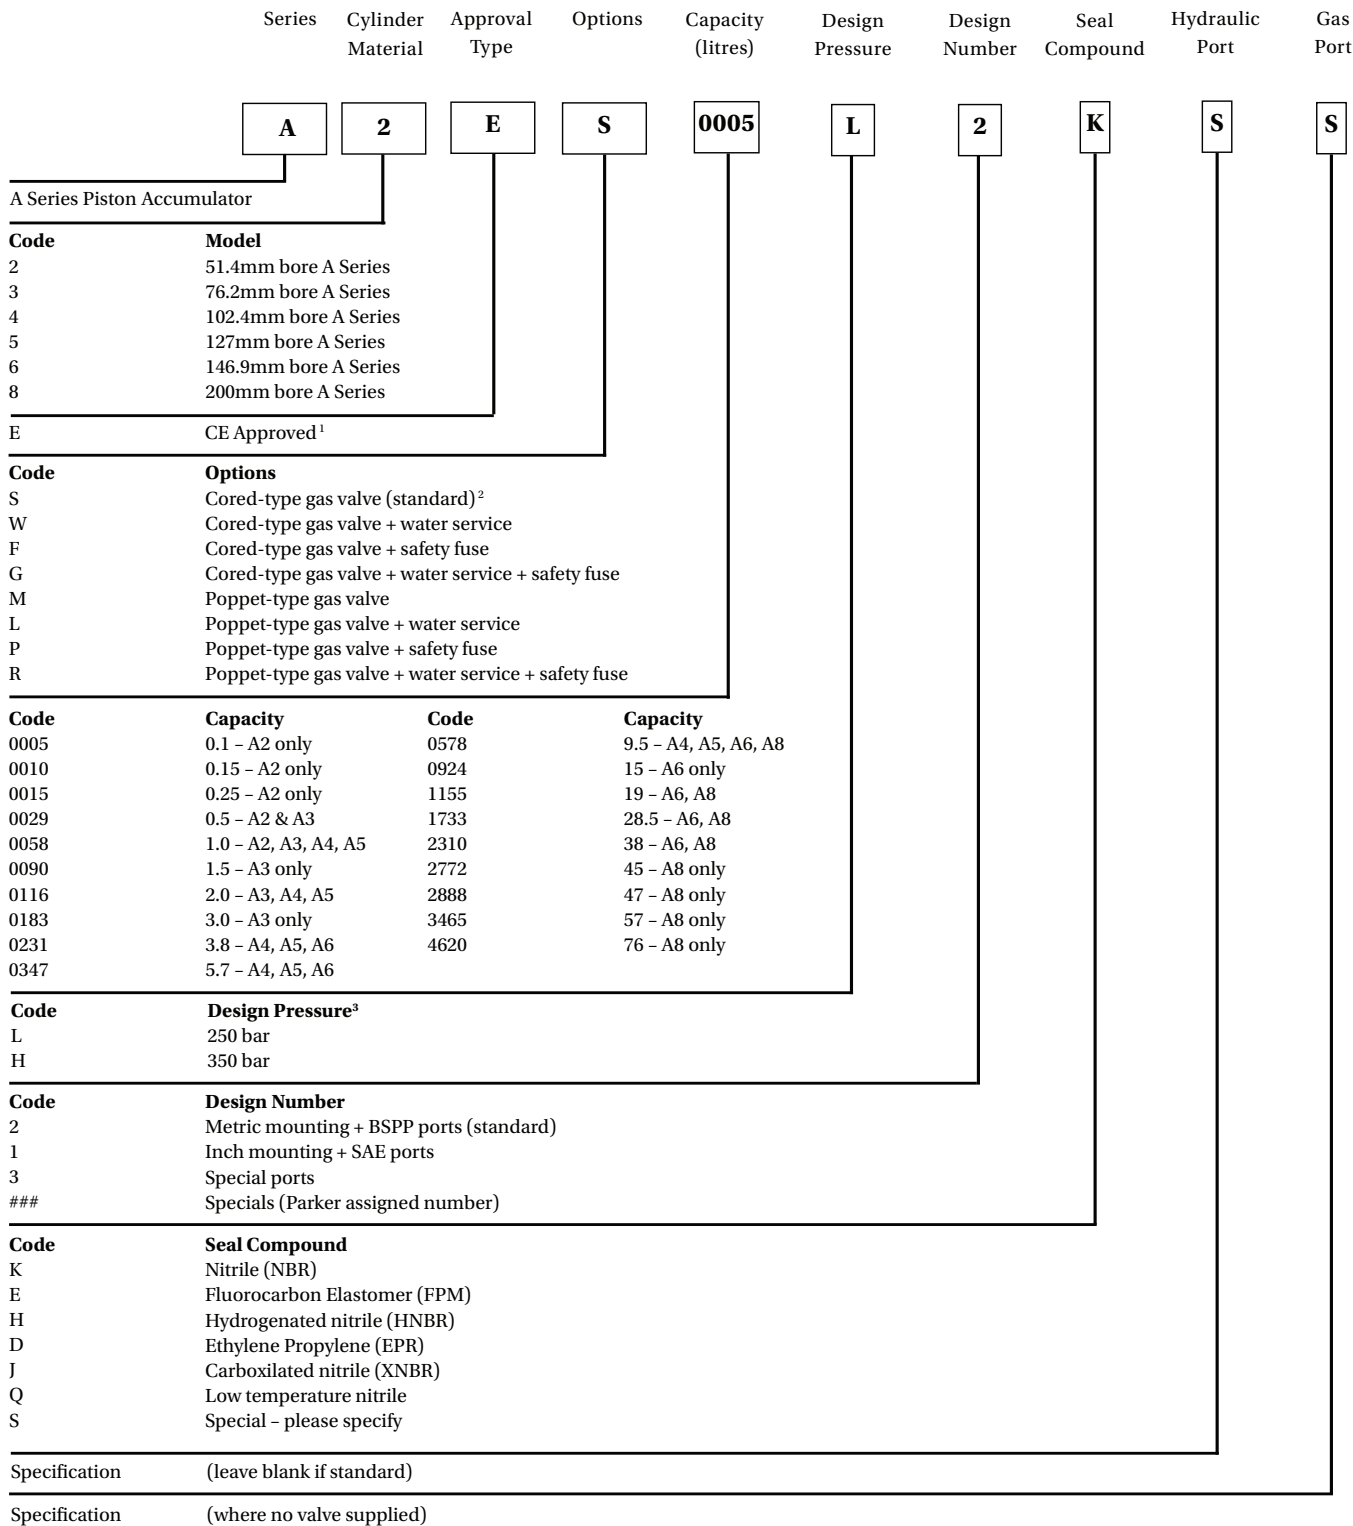 Series Cylinder Approval Options Capacity Design Design Seal Hydraulic Gas
Material Type (litres) Pressure Number Compound Port Port
A 2 E S 0005 L 2 K S S
A Series Piston Accumulator
Code Model
2 51.4mm bore A Series
3 76.2mm bore A Series
4 102.4mm bore A Series
5 127mm bore A Series
6 146.9mm bore A Series
8 200mm bore A Series
E CE Approved ¹
Code Options
S Cored-type gas valve (standard) ²
W Cored-type gas valve + water service
F Cored-type gas valve + safety fuse
G Cored-type gas valve + water service + safety fuse
M Poppet-type gas valve
L Poppet-type gas valve + water service
P Poppet-type gas valve + safety fuse
R Poppet-type gas valve + water service + safety fuse
Code Capacity Code Capacity
0005 0.1 – A2 only 0578 9.5 – A4, A5, A6, A8
0010 0.15 – A2 only 0924 15 – A6 only
0015 0.25 – A2 only 1155 19 – A6, A8
0029 0.5 – A2 & A3 1733 28.5 – A6, A8
0058 1.0 – A2, A3, A4, A5 2310 38 – A6, A8
0090 1.5 – A3 only 2772 45 – A8 only
0116 2.0 – A3, A4, A5 2888 47 – A8 only
0183 3.0 – A3 only 3465 57 – A8 only
0231 3.8 – A4, A5, A6 4620 76 – A8 only
0347 5.7 – A4, A5, A6
Code Design Pressure³
L 250 bar
H 350 bar
Code Design Number
2 Metric mounting + BSPP ports (standard)
1 Inch mounting + SAE ports
3 Special ports
### Specials (Parker assigned number)
Code Seal Compound
K Nitrile (NBR)
E Fluorocarbon Elastomer (FPM)
H Hydrogenated nitrile (HNBR)
D Ethylene Propylene (EPR)
J Carboxilated nitrile (XNBR)
Q Low temperature nitrile
S Special – please specify
Specification (leave blank if standard)
Specification (where no valve supplied)